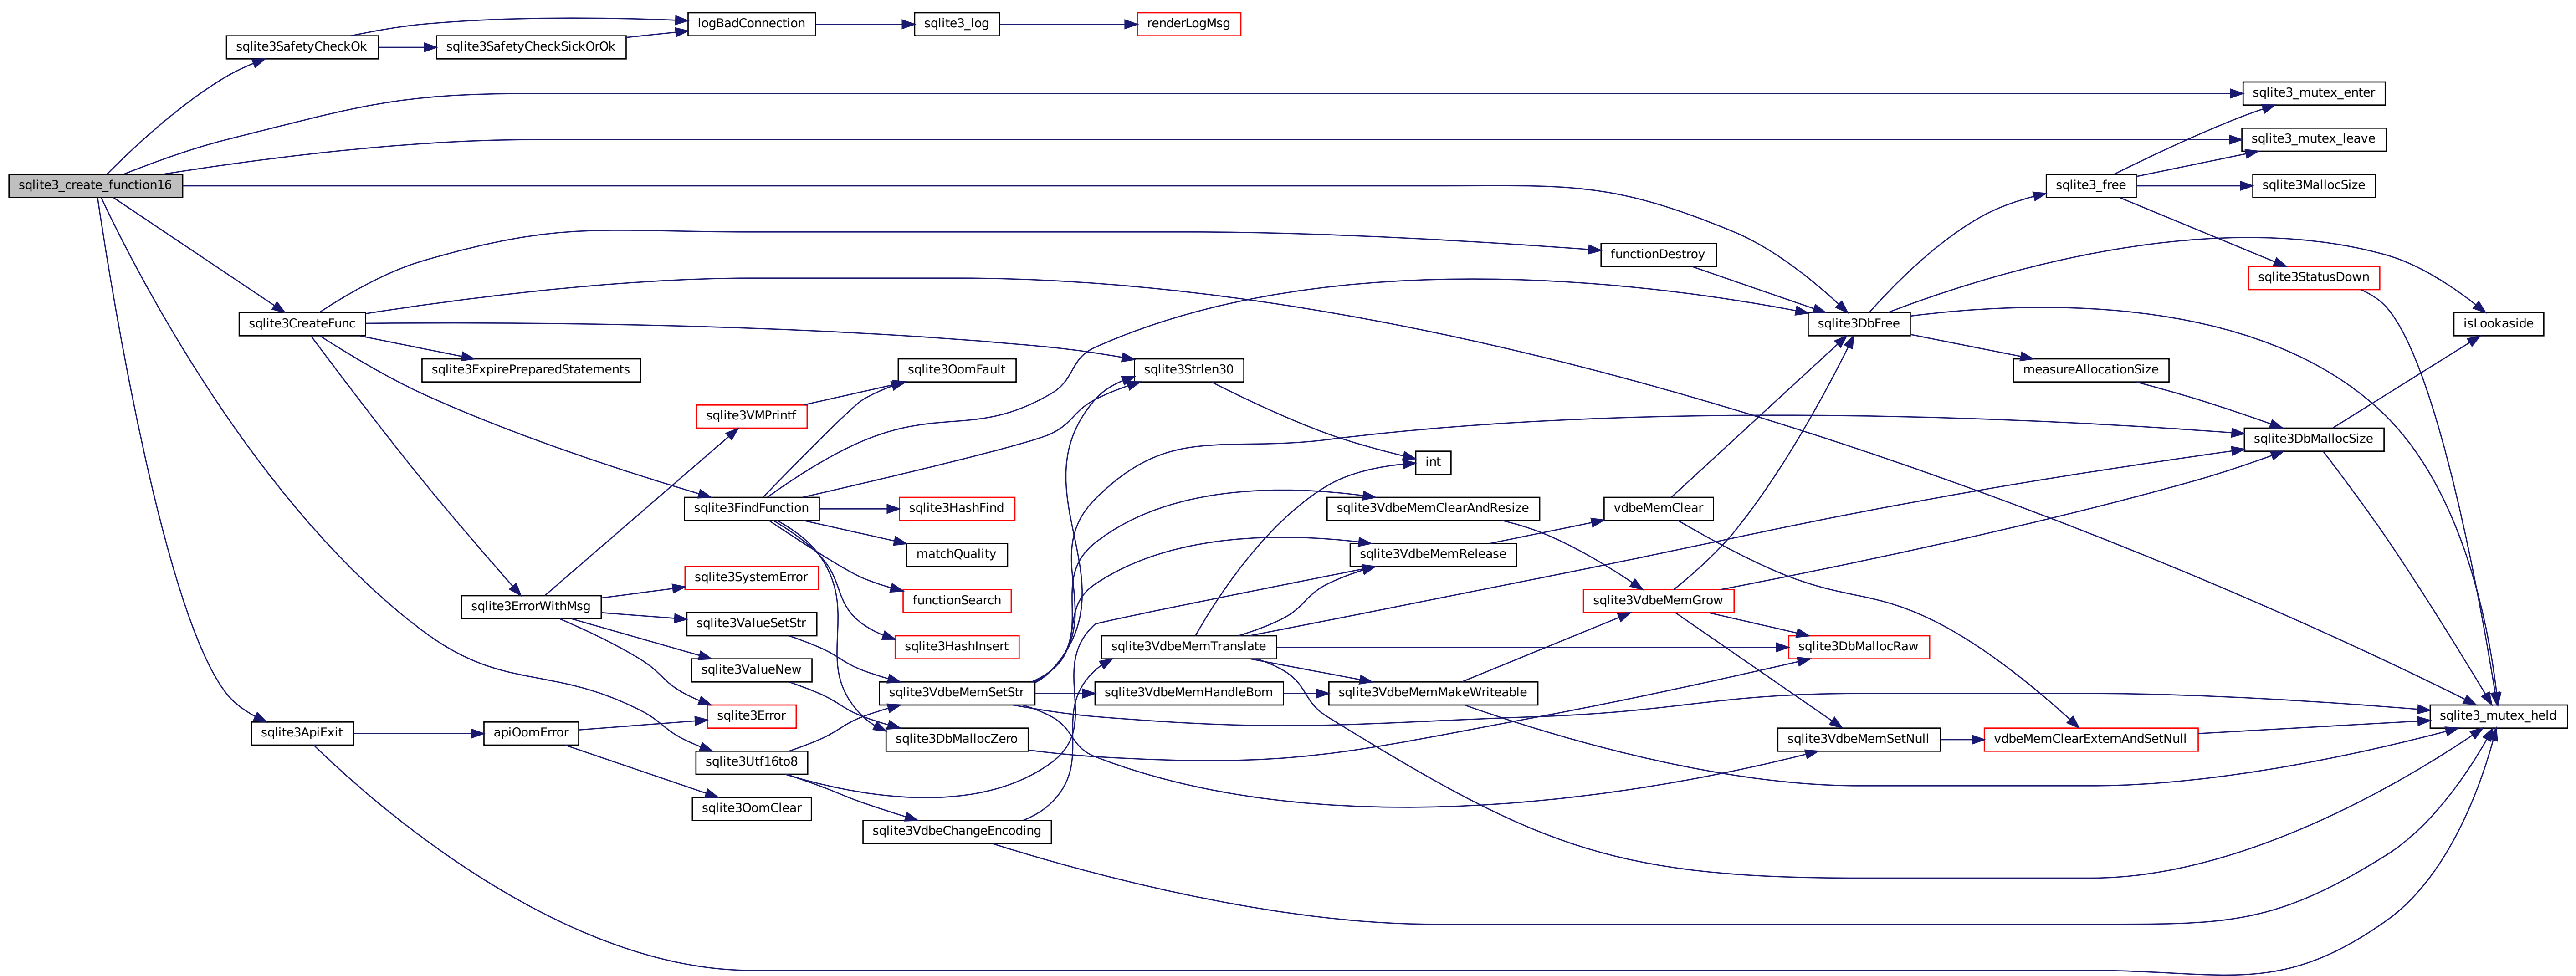 logBadConnection
sqlite3_log
renderLogMsg
sqlite3SafetyCheckOk
sqlite3SafetyCheckSickOrOk
sqlite3_mutex_enter
sqlite3_mutex_leave
sqlite3_create_function16
sqlite3_free
sqlite3MallocSize
functionDestroy
sqlite3StatusDown
sqlite3CreateFunc
sqlite3DbFree
isLookaside
sqlite3ExpirePreparedStatements
sqlite3OomFault
sqlite3Strlen30
measureAllocationSize
sqlite3VMPrintf
sqlite3DbMallocSize
int
sqlite3FindFunction
sqlite3HashFind
sqlite3VdbeMemClearAndResize
vdbeMemClear
matchQuality
sqlite3VdbeMemRelease
sqlite3SystemError
sqlite3ErrorWithMsg
functionSearch
sqlite3VdbeMemGrow
sqlite3ValueSetStr
sqlite3HashInsert
sqlite3VdbeMemTranslate
sqlite3DbMallocRaw
sqlite3ValueNew
sqlite3VdbeMemSetStr
sqlite3VdbeMemHandleBom
sqlite3VdbeMemMakeWriteable
sqlite3Error
sqlite3_mutex_held
sqlite3ApiExit
apiOomError
sqlite3DbMallocZero
sqlite3VdbeMemSetNull
vdbeMemClearExternAndSetNull
sqlite3Utf16to8
sqlite3OomClear
sqlite3VdbeChangeEncoding